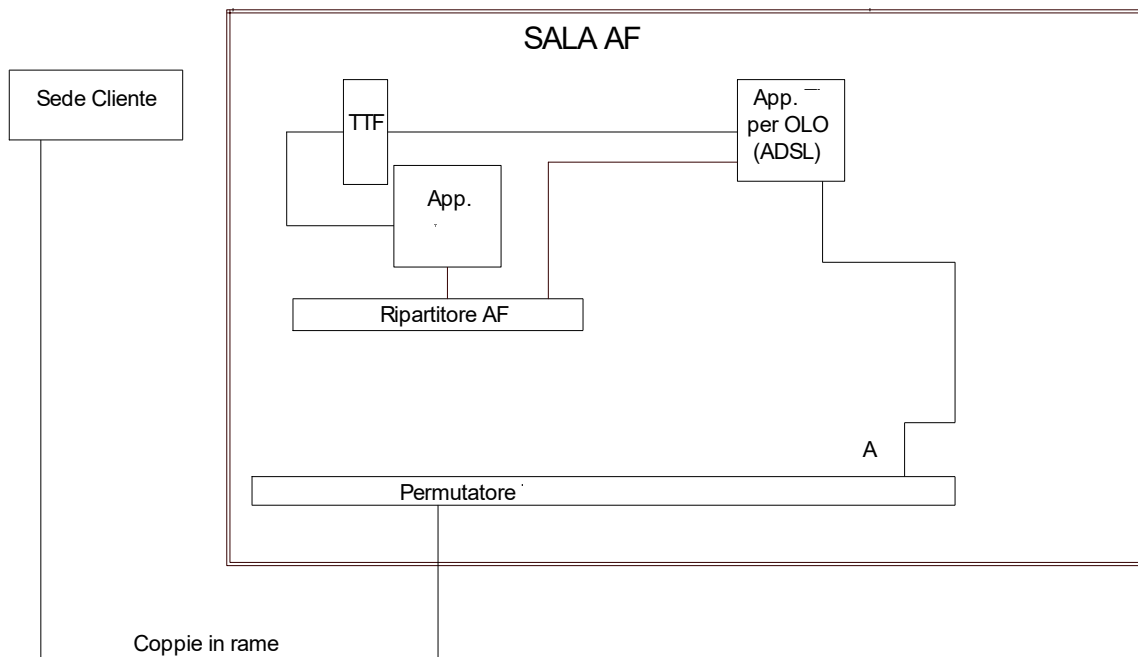 SALA AF
Sede Cliente
TTF
App.
per OLO
(ADSL)
App.
Ripartitore AF
A
Permutatore
Coppie in rame